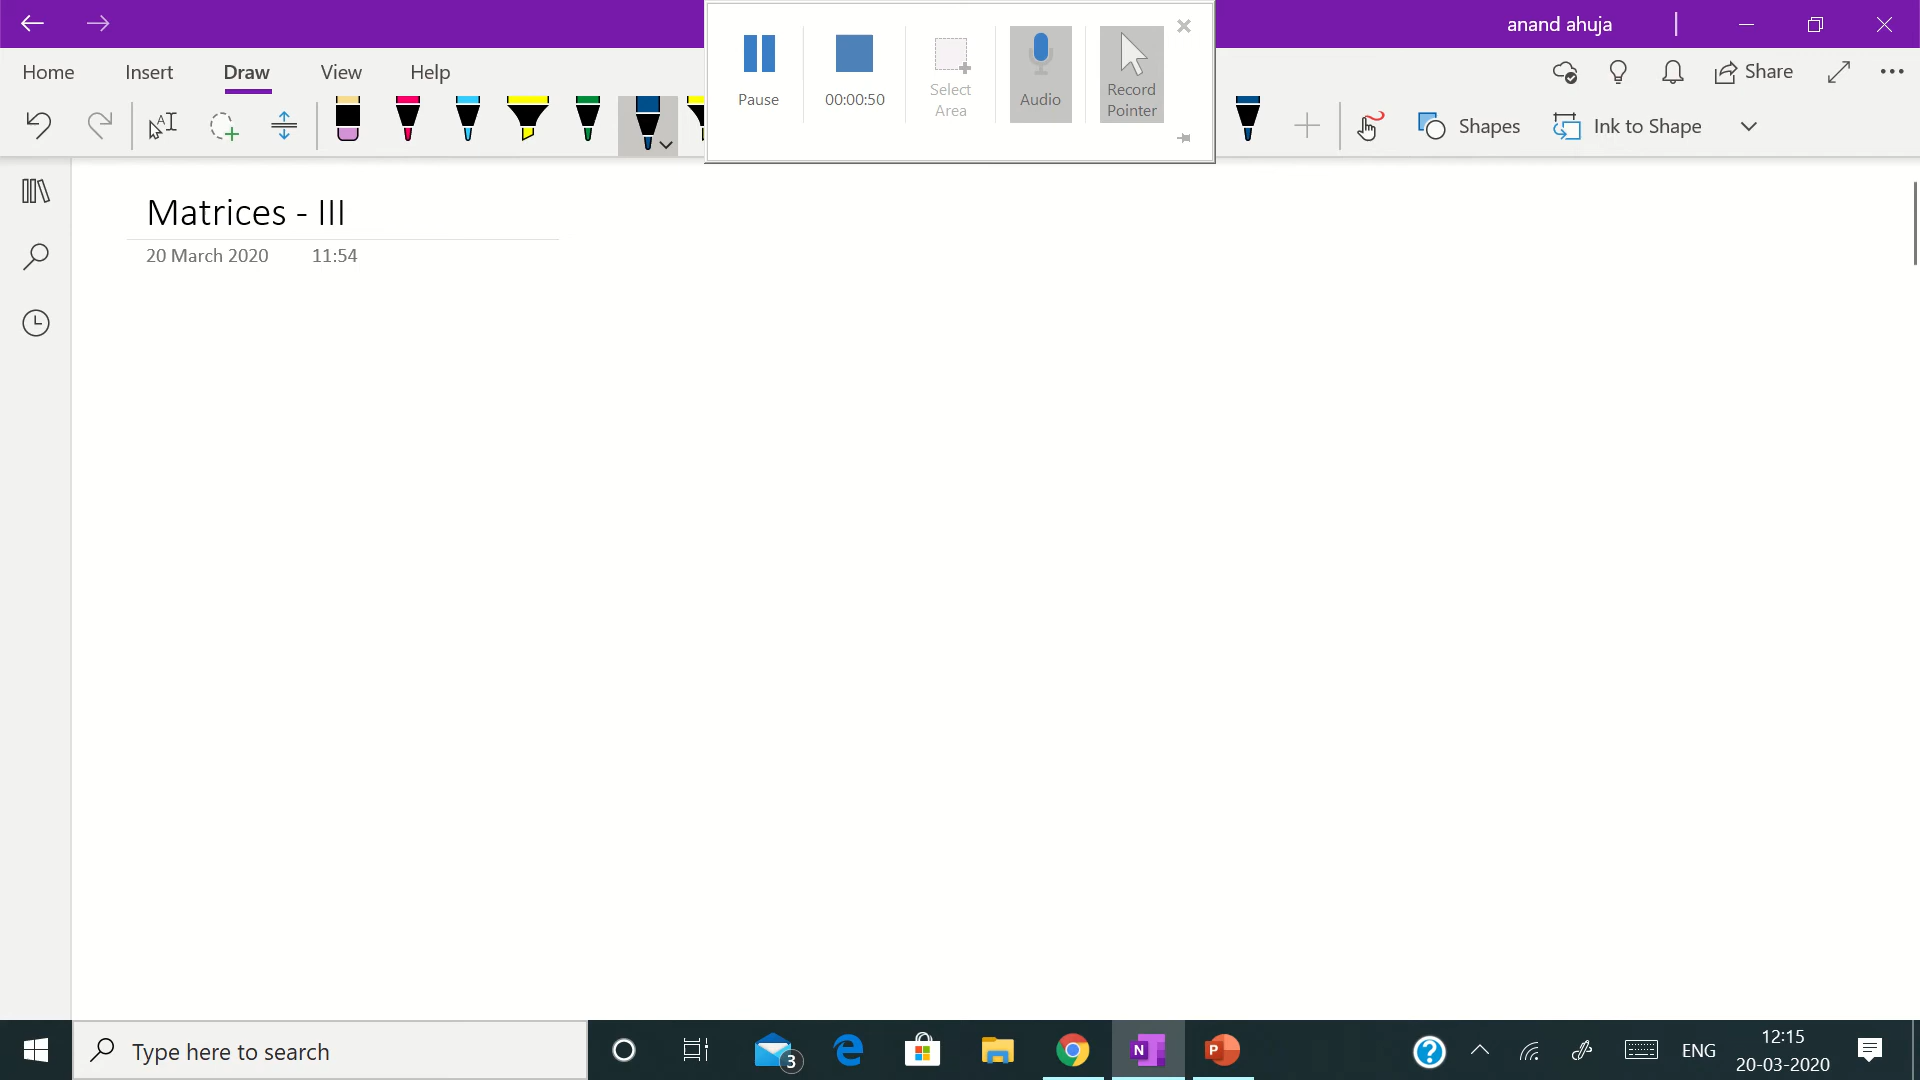 anand ahuja
Home Insert Draw View Help
Share
Pause 00:00:50 Select Area Audio Record Pointer
Shapes Ink to Shape
Matrices - III
20 March 2020 11:54
Type here to search
3
ENG
12:15
20-03-2020